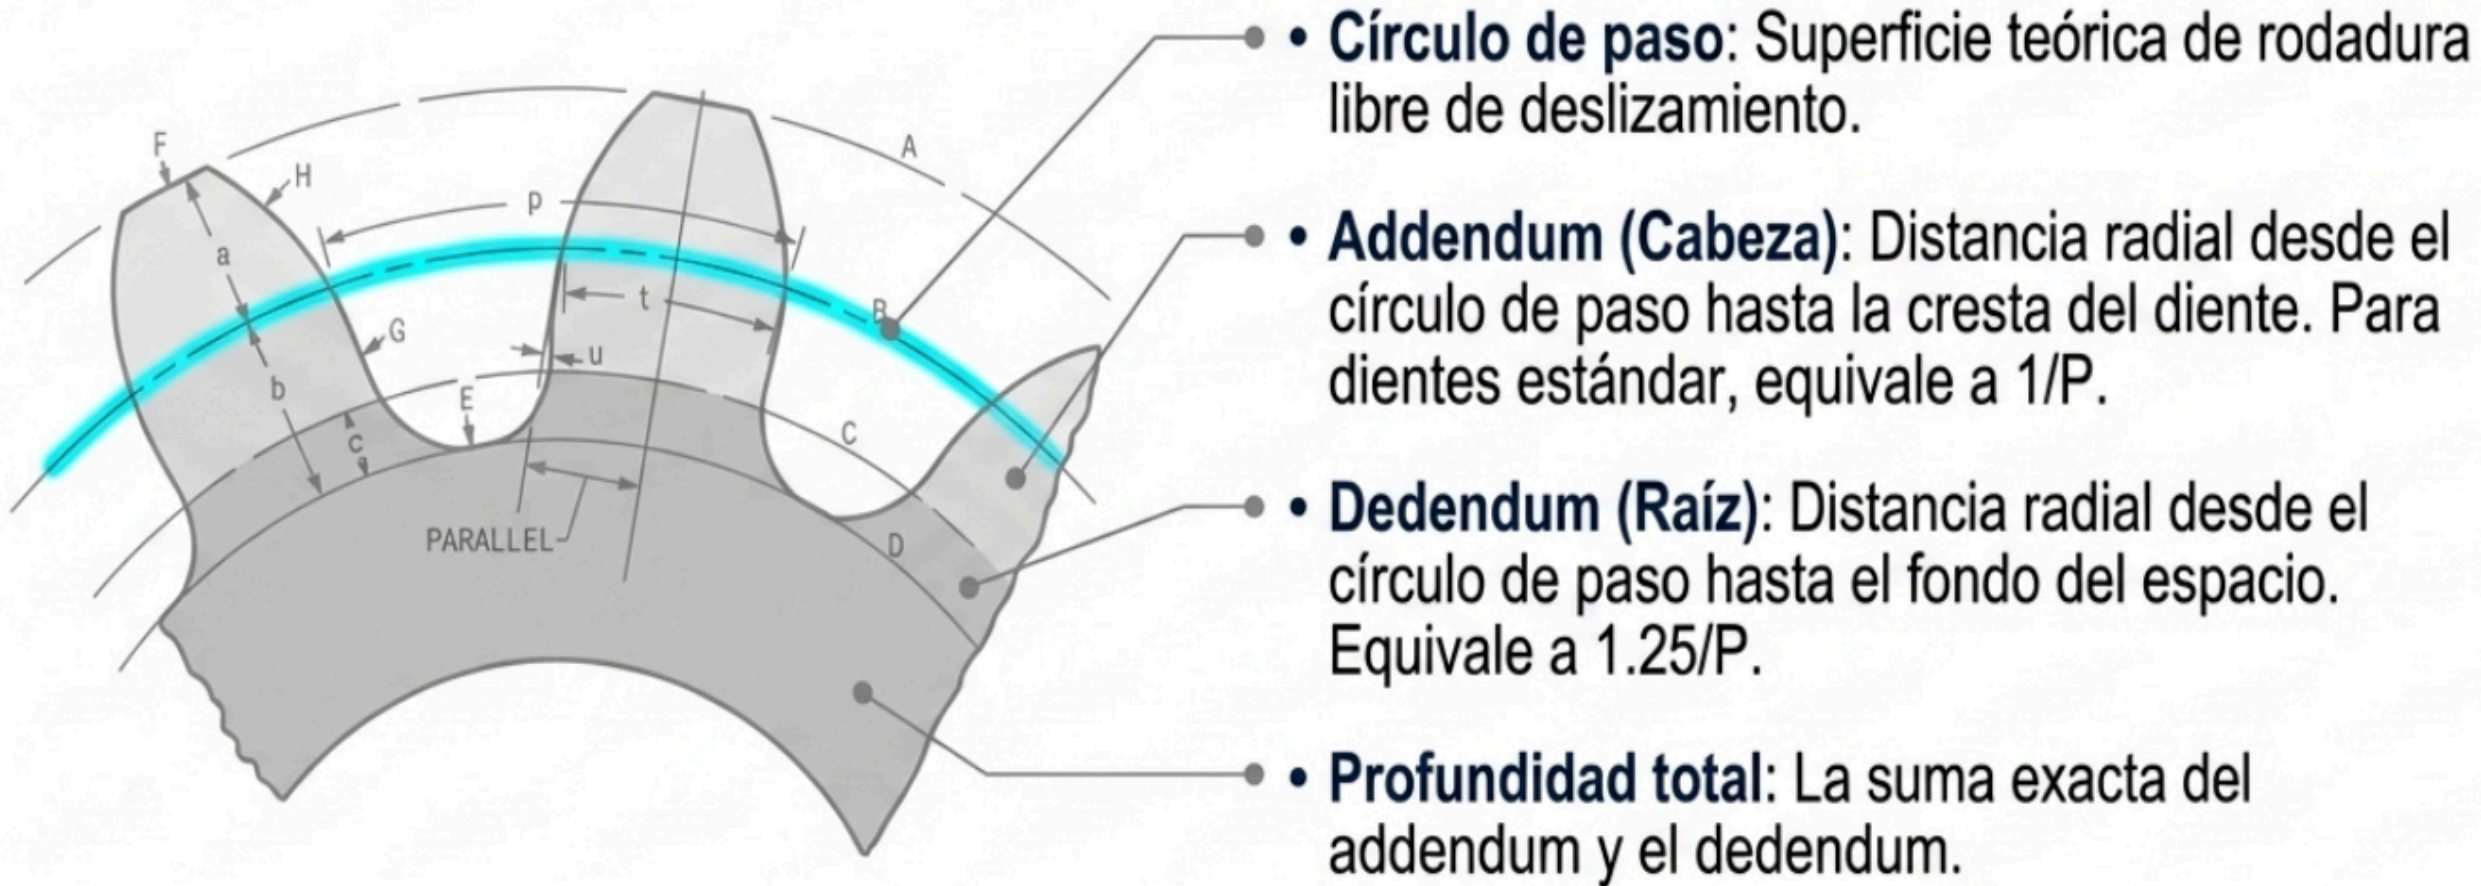 • Círculo de paso: Superficie teórica de rodadura
libre de deslizamiento.
• Addendum (Cabeza): Distancia radial desde el
círculo de paso hasta la cresta del diente. Para
dientes estándar, equivale a 1/P.
• Dedendum (Raíz): Distancia radial desde el
círculo de paso hasta el fondo del espacio.
Equivale a 1.25/P.
• Profundidad total: La suma exacta del
addendum y el dedendum.
F
H
A
p
a
t
B
G
u
b
E
c
C
D
PARALLEL